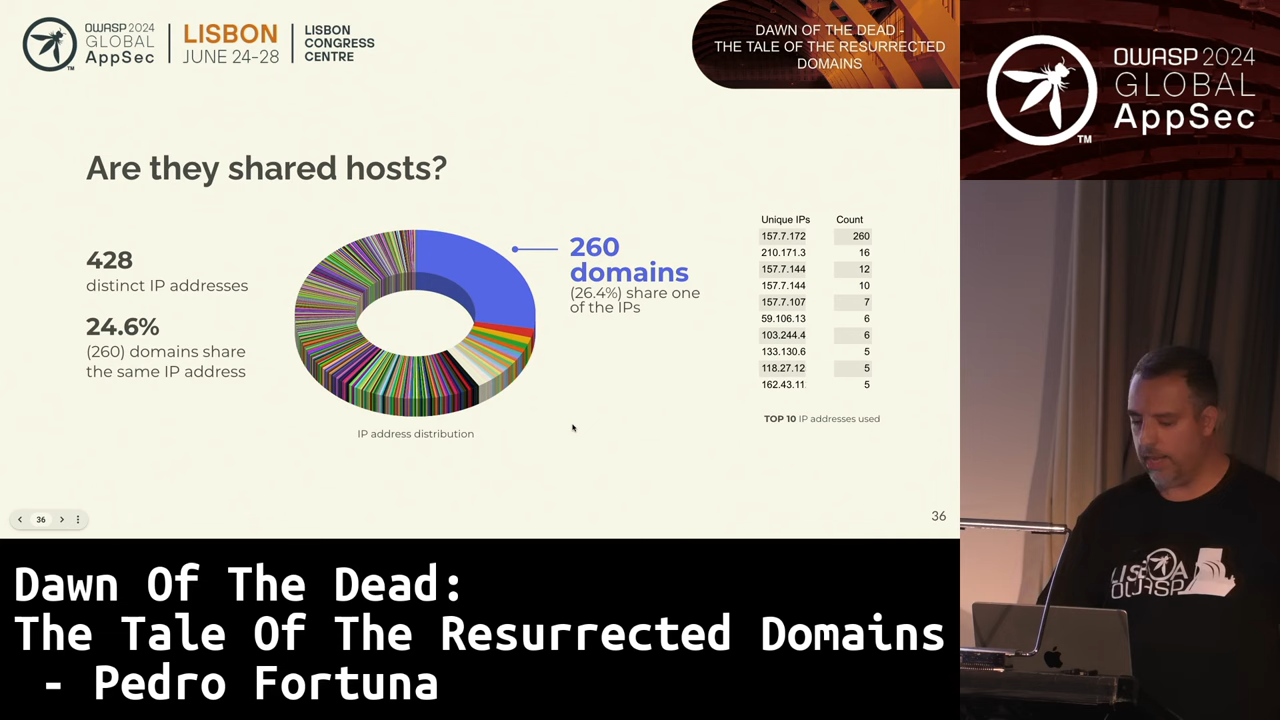 OWASP 2024
GLOBAL
AppSec
TM
LISBON
JUNE 24-28
LISBON
CONGRESS
CENTRE
DAWN OF THE DEAD -
THE TALE OF THE RESURRECTED
DOMAINS
OWASP 2024
GLOBAL
AppSec
TM
Are they shared hosts?
428
distinct IP addresses
24.6%
(260) domains share
the same IP address
260
domains
(26.4%) share one
of the IPs
IP address distribution
Unique IPs Count
157.7.172 260
210.171.3 16
157.7.144 12
157.7.144 10
157.7.107 7
59.106.13 6
103.244.4 6
133.130.6 5
118.27.12 5
162.43.11 5
TOP 10 IP addresses used
36
36
LISBOA
OWASP
Dawn Of The Dead:
The Tale Of The Resurrected Domains
- Pedro Fortuna